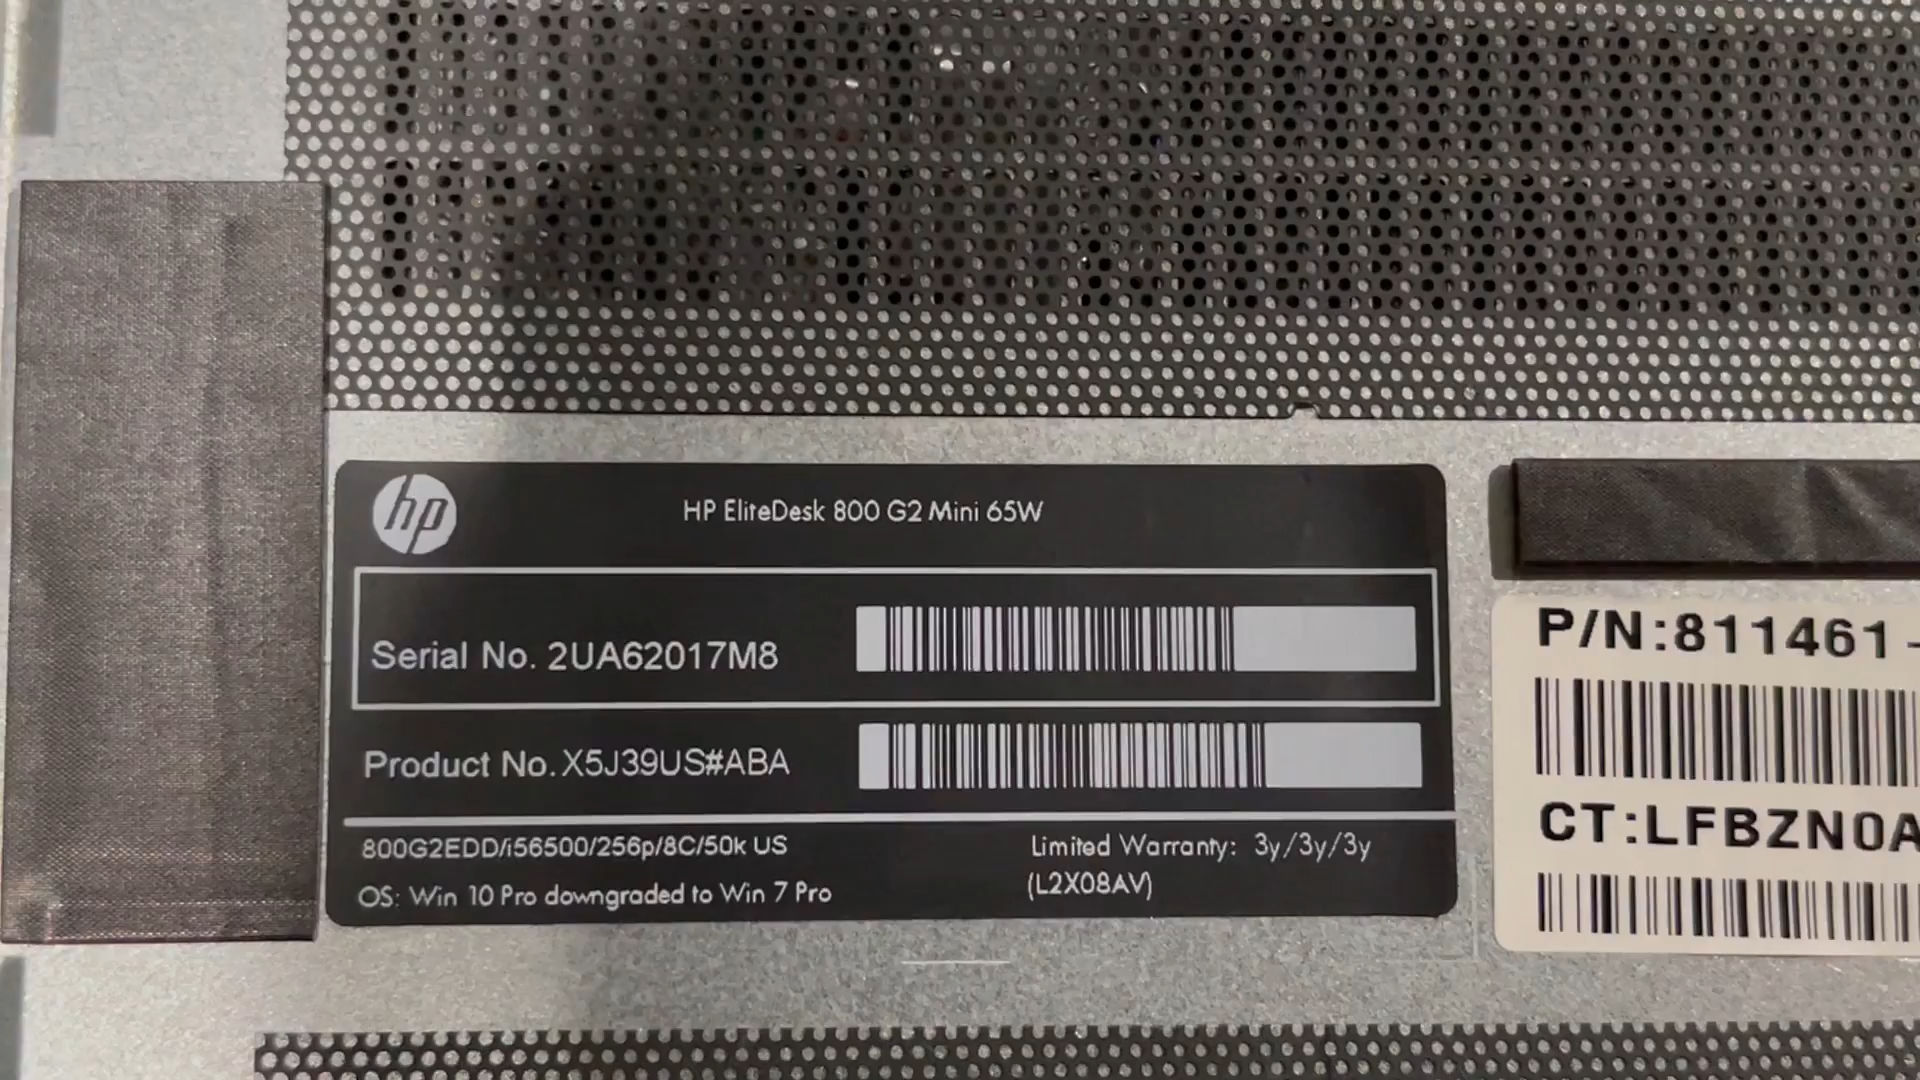 hp
HP EliteDesk 800 G2 Mini 65W
Serial No. 2UA62017M8
Product No. X5J39US#ABA
800G2EDD/i56500/256p/8C/50k US
Limited Warranty: 3y/3y/3y
OS: Win 10 Pro downgraded to Win 7 Pro
(L2X08AV)
P/N:811461-
CT:LFBZN0A